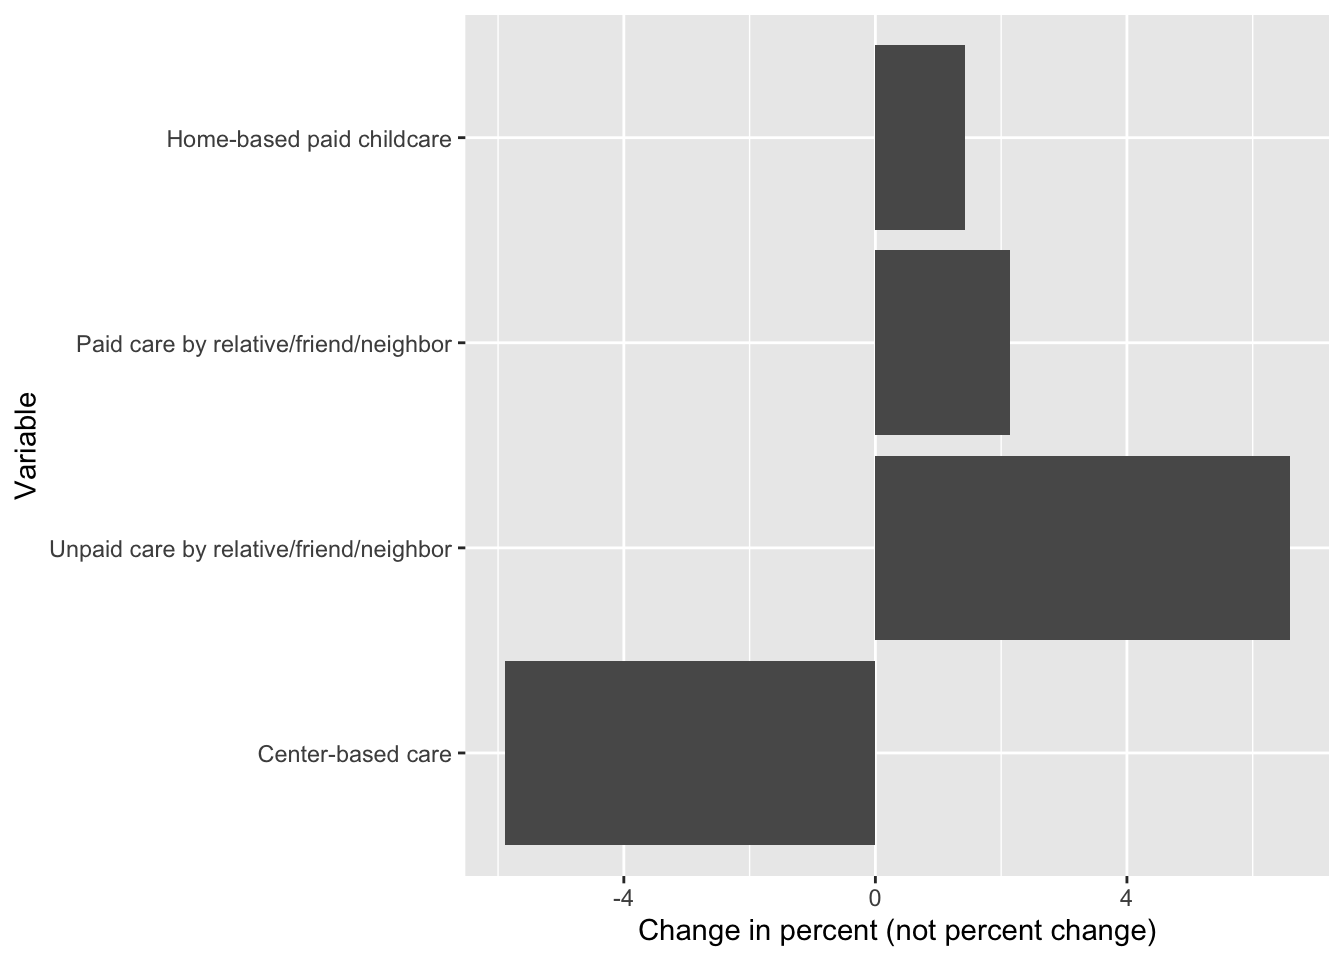 Home-based paid childcare
Paid care by relative/friend/neighbor
Unpaid care by relative/friend/neighbor
Center-based care
Variable
-4 0 4
Change in percent (not percent change)